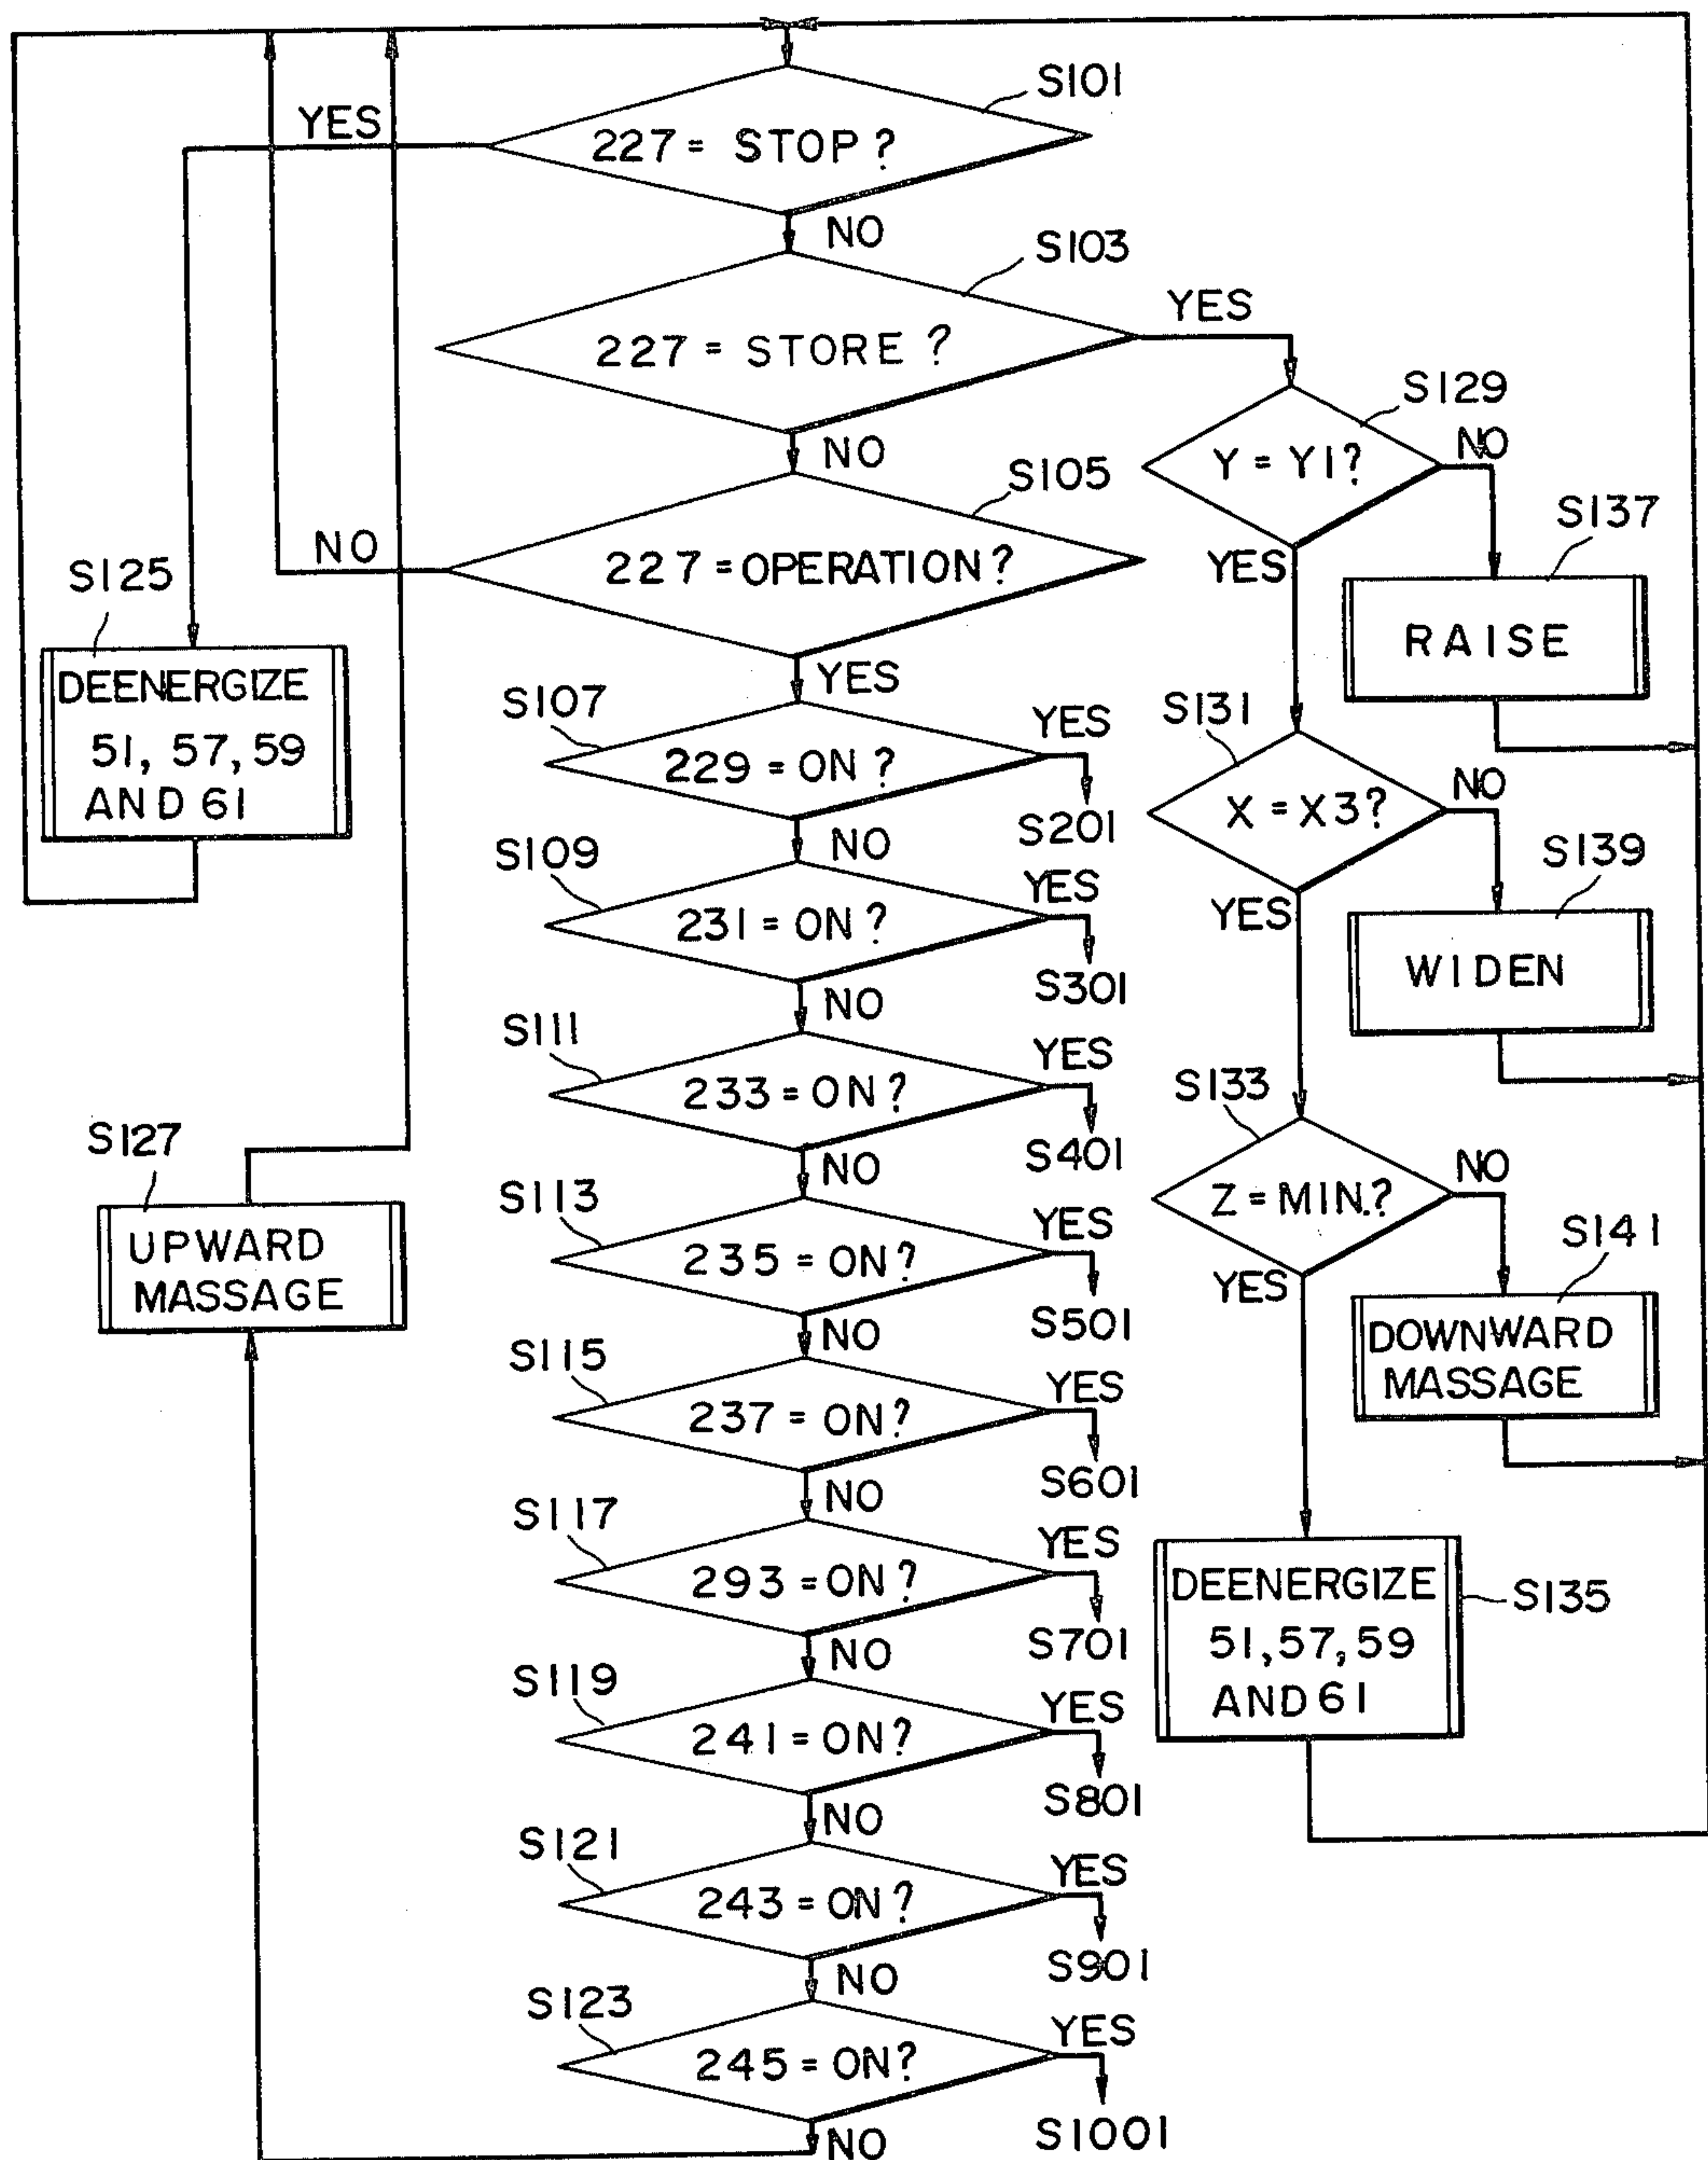 S101
YES
227 = STOP ?
NO
S103
YES
227 = STORE ?
S129
NO
NO
Y = Y1?
S105
S137
NO
227 = OPERATION ?
YES
S125
RAISE
DEENERGIZE
51, 57, 59
AND 61
YES
S107
YES
S131
229 = ON ?
NO
X = X3?
S201
NO
S109
YES
S139
231 = ON ?
YES
WIDEN
S301
NO
S111
YES
S133
233 = ON ?
S127
S401
NO
NO
Z = MIN.?
S113
YES
S141
UPWARD
MASSAGE
235 = ON ?
YES
S501
DOWNWARD
MASSAGE
NO
S115
YES
237 = ON ?
S601
NO
S117
YES
293 = ON ?
DEENERGIZE
51, 57, 59
AND 61
S135
S701
NO
S119
YES
241 = ON ?
S801
NO
S121
YES
243 = ON ?
S901
NO
S123
YES
245 = ON?
S1001
NO